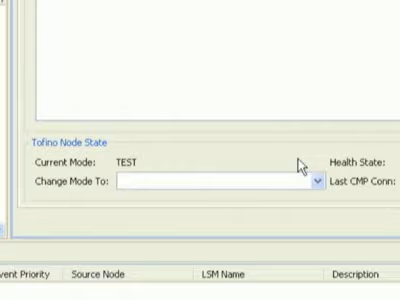 Tofino Node State
Current Mode: TEST Health State:
Change Mode To: Last CMP Conn:
vent Priority Source Node LSM Name Description